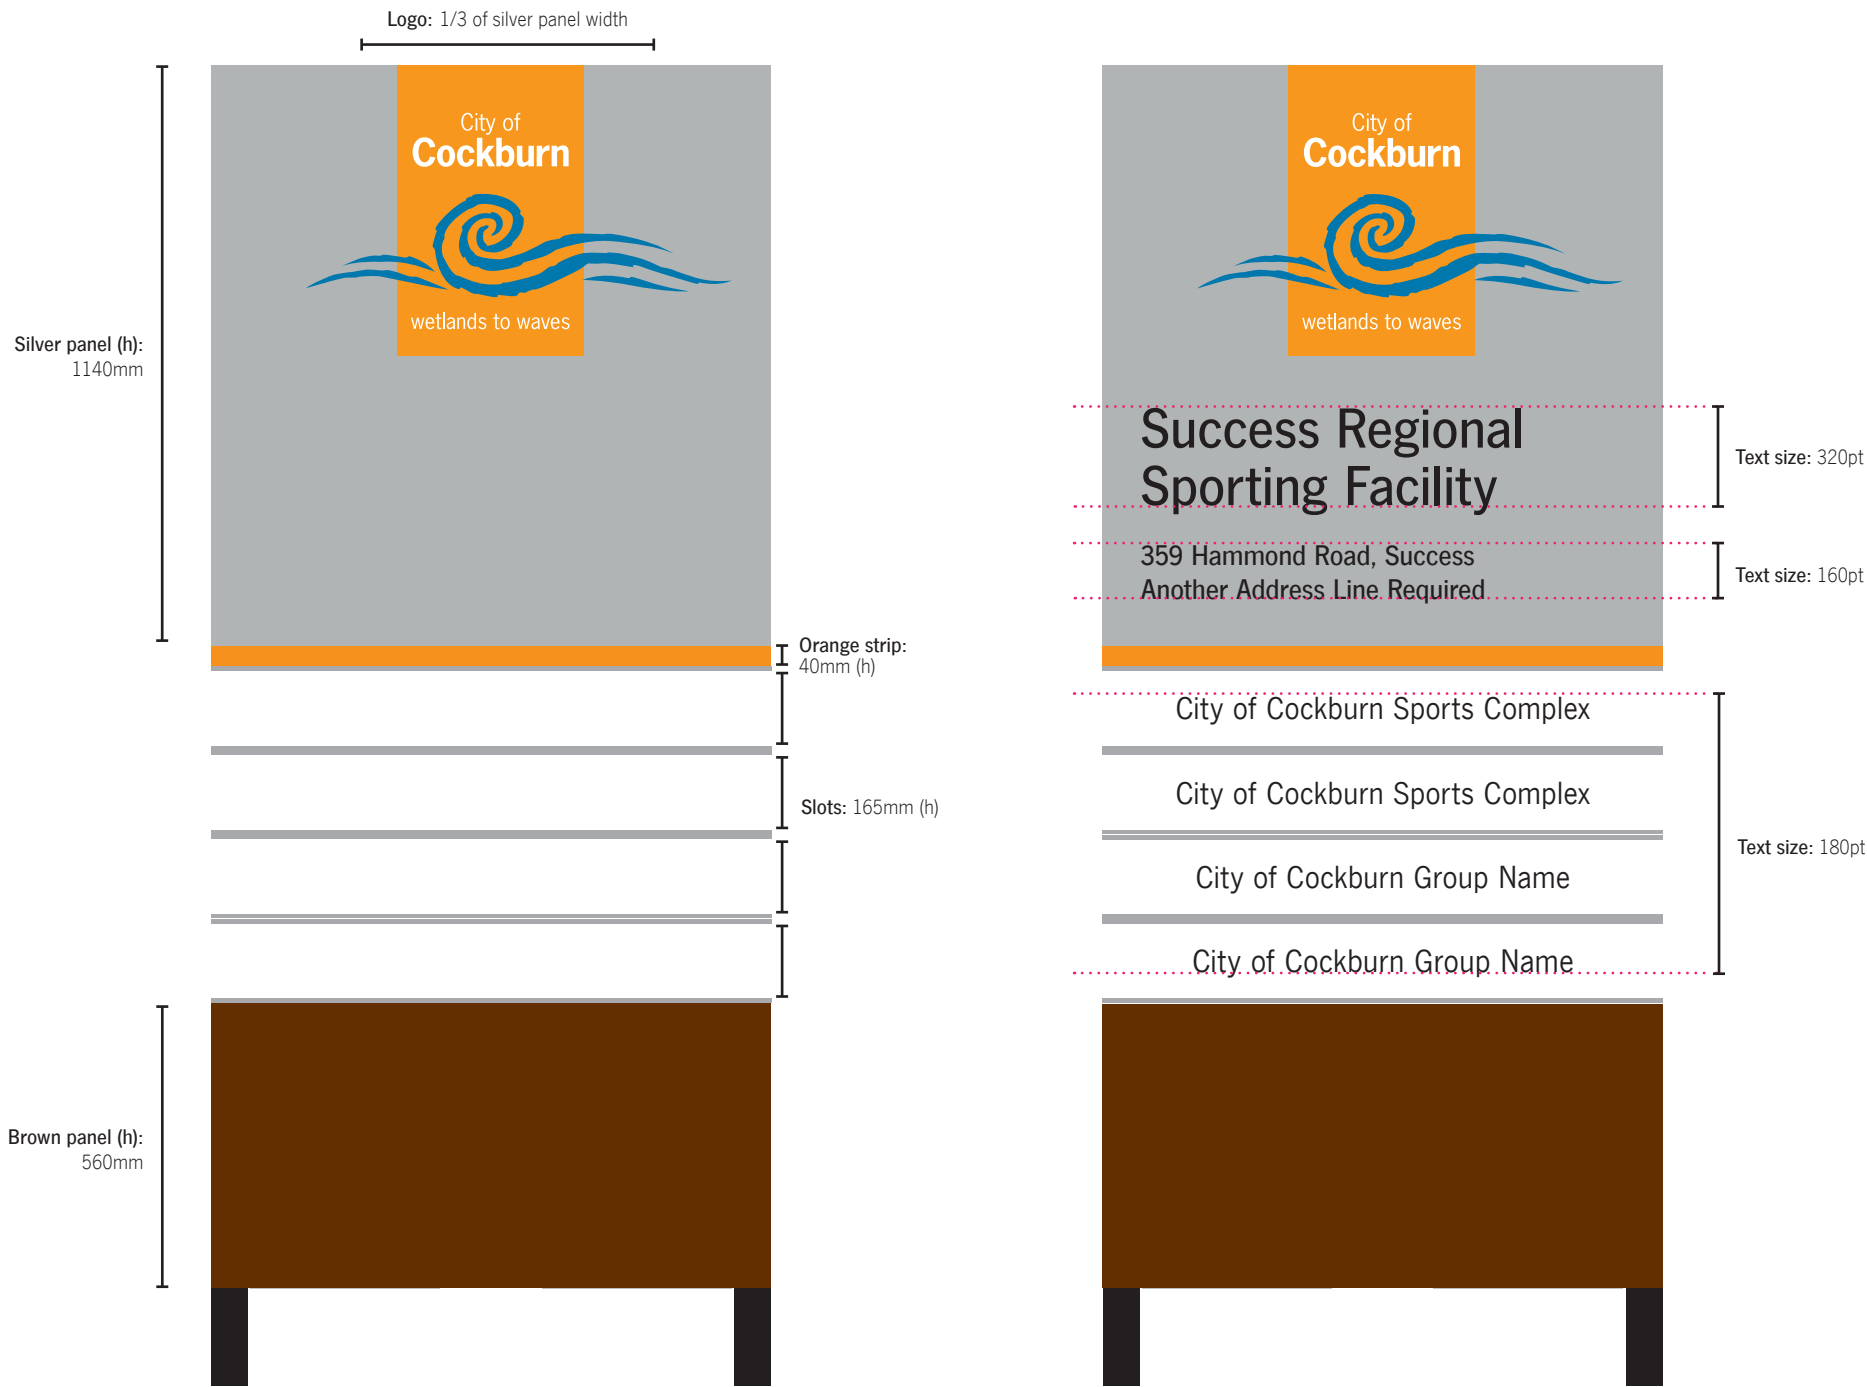 Logo: 1/3 of silver panel width
City of
Cockburn
wetlands to waves
Silver panel (h):
1140mm
Orange strip:
40mm (h)
Slots: 165mm (h)
Brown panel (h):
560mm
City of
Cockburn
wetlands to waves
Success Regional
Sporting Facility
Text size: 320pt
359 Hammond Road, Success
Another Address Line Required
Text size: 160pt
City of Cockburn Sports Complex
City of Cockburn Sports Complex
City of Cockburn Group Name
City of Cockburn Group Name
Text size: 180pt